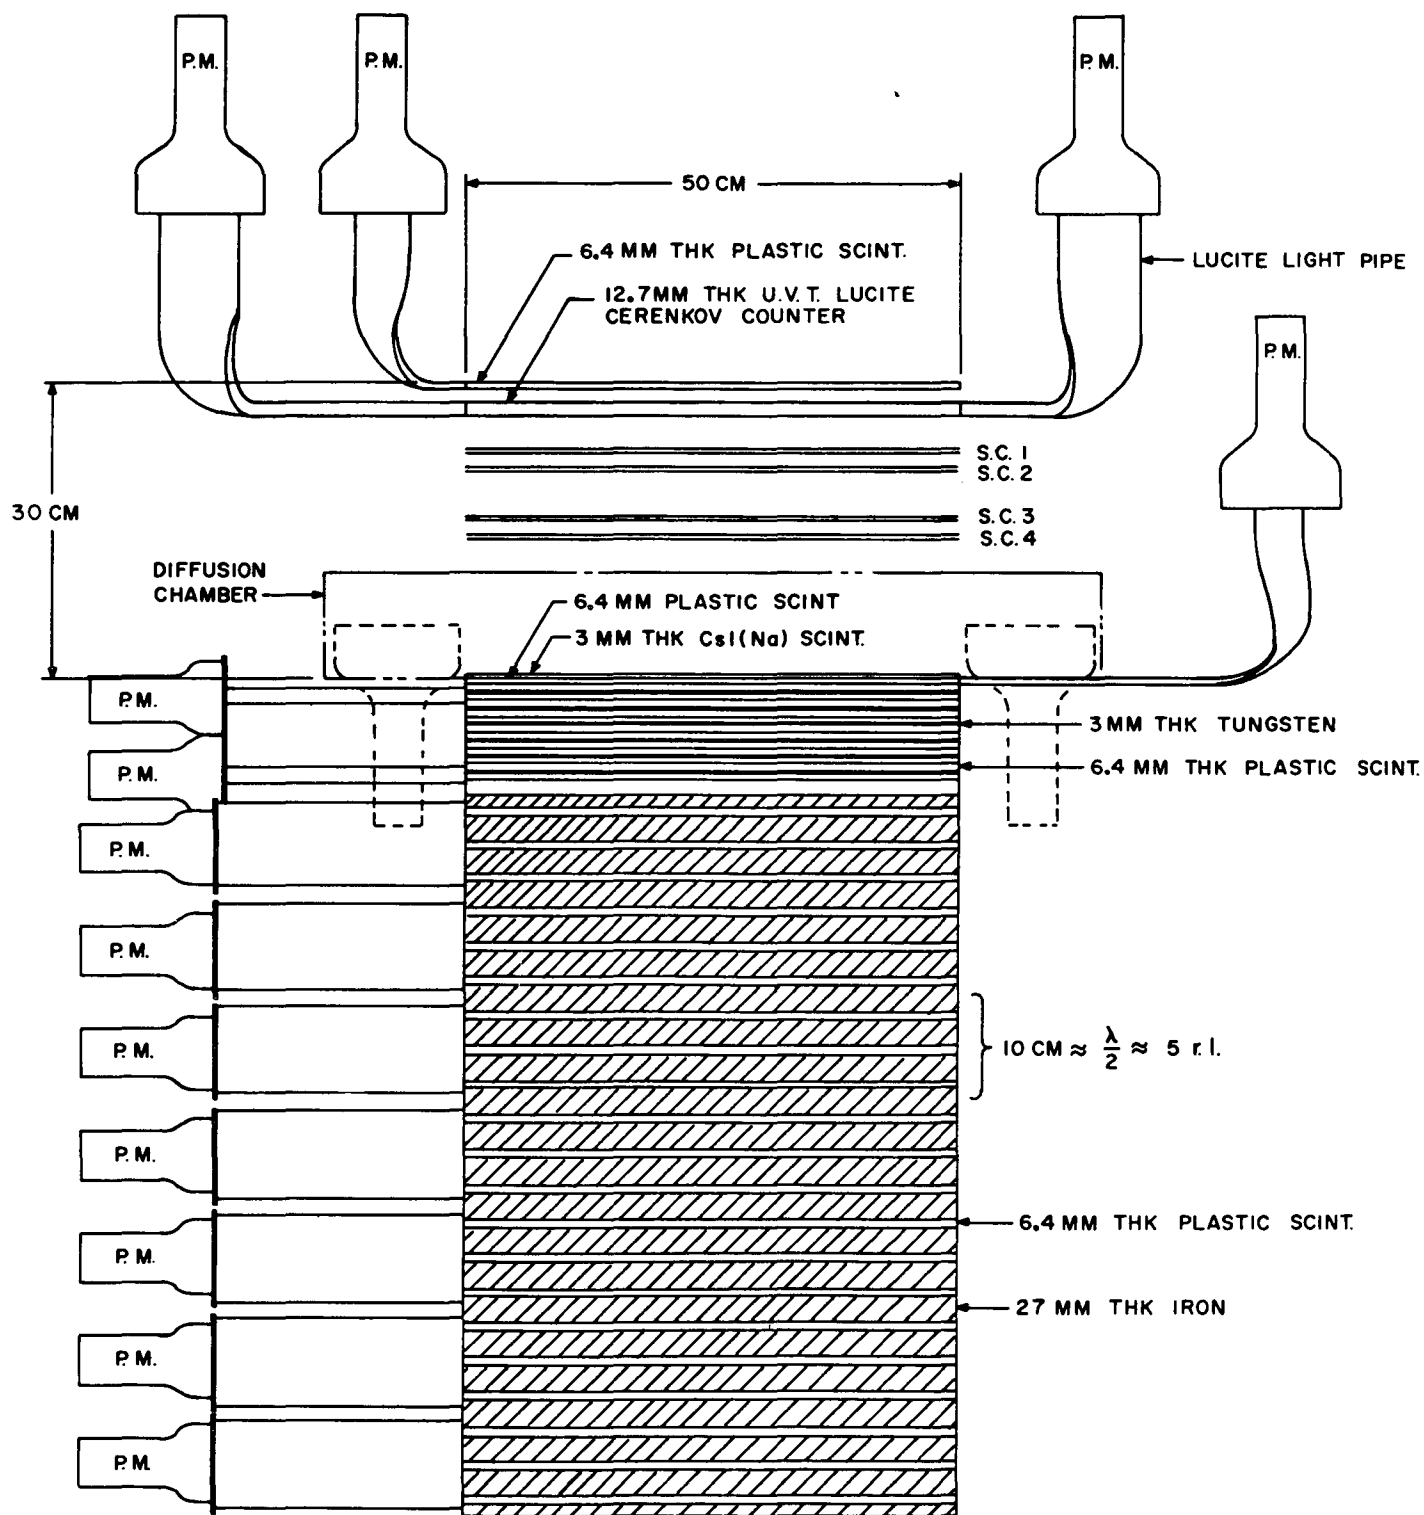 P.M.
P.M.
P.M.
50 CM
6.4 MM THK PLASTIC SCINT.
LUCITE LIGHT PIPE
12.7MM THK U.V.T. LUCITE
CERENKOV COUNTER
P.M.
S.C. 1
S.C. 2
30 CM
S.C. 3
S.C. 4
DIFFUSION
CHAMBER
6.4 MM PLASTIC SCINT
3 MM THK CsI(Na) SCINT.
P.M.
3 MM THK TUNGSTEN
P.M.
6.4 MM THK PLASTIC SCINT.
P.M.
P.M.
P.M.
10 CM ≈ λ/2 ≈ 5 r.l.
P.M.
6.4 MM THK PLASTIC SCINT.
P.M.
27 MM THK IRON
P.M.
P.M.